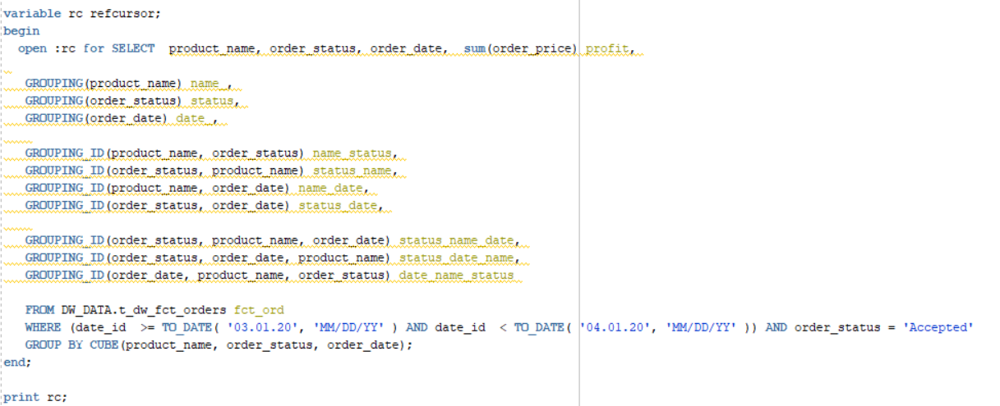 variable rc refcursor;
begin
open :rc for SELECT product_name, order_status, order_date, sum(order_price) profit,
GROUPING(product_name) name_,
GROUPING(order_status) status,
GROUPING(order_date) date_,
GROUPING_ID(product_name, order_status) name_status,
GROUPING_ID(order_status, product_name) status_name,
GROUPING_ID(product_name, order_date) name_date,
GROUPING_ID(order_status, order_date) status_date,
GROUPING_ID(order_status, product_name, order_date) status_name_date,
GROUPING_ID(order_status, order_date, product_name) status_date_name,
GROUPING_ID(order_date, product_name, order_status) date_name_status
FROM DW_DATA.t_dw_fct_orders fct_ord
WHERE (date_id >= TO_DATE( '03.01.20', 'MM/DD/YY' ) AND date_id < TO_DATE( '04.01.20', 'MM/DD/YY' )) AND order_status = 'Accepted'
GROUP BY CUBE(product_name, order_status, order_date);
end;
print rc;